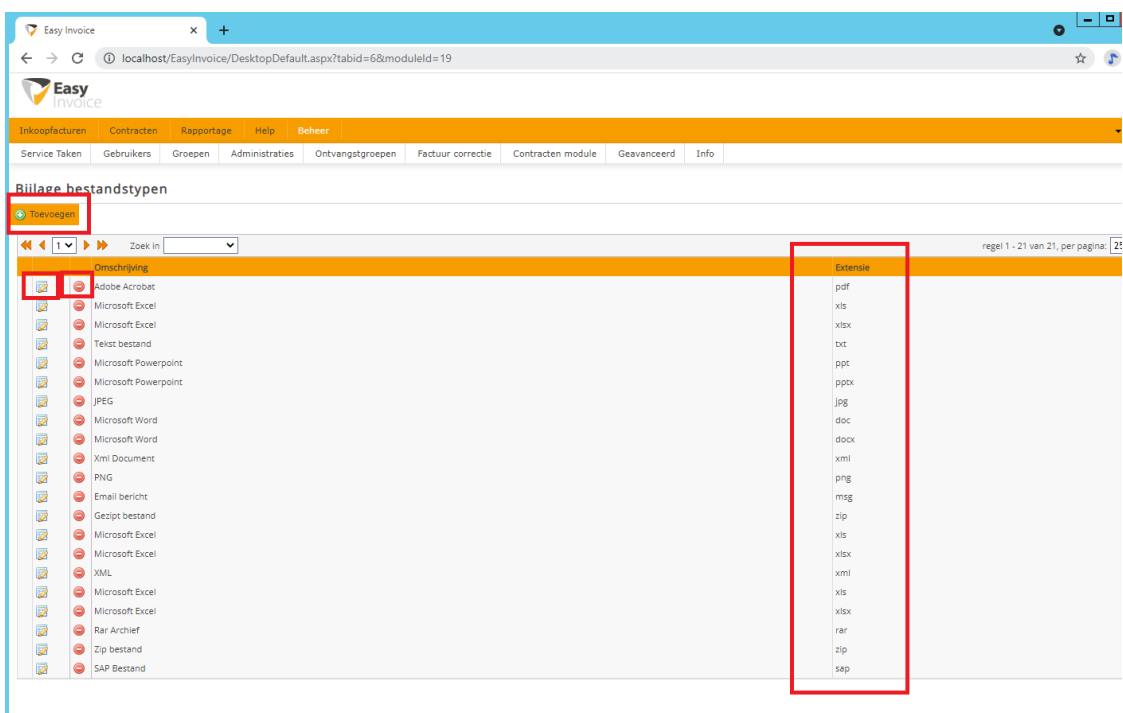 Easy Invoice
localhost/EasyInvoice/DesktopDefault.aspx?tabid=6&moduleId=19
Easy
Invoice
Inkoopfacturen Contracten Rapportage Help Beheer
Service Taken Gebruikers Groepen Administraties Ontvangstgroepen Factuur correctie Contracten module Geavanceerd Info
Bijlage bestandstypen
Toevoegen
1 Zoek in regel 1 - 21 van 21, per pagina: 25
Omschrijving Extensie
Adobe Acrobat pdf
Microsoft Excel xls
Microsoft Excel xlsx
Tekst bestand txt
Microsoft Powerpoint ppt
Microsoft Powerpoint pptx
JPEG jpg
Microsoft Word doc
Microsoft Word docx
Xml Document xml
PNG png
Email bericht msg
Gezipt bestand zip
Microsoft Excel xls
Microsoft Excel xlsx
XML xml
Microsoft Excel xls
Microsoft Excel xlsx
Rar Archief rar
Zip bestand zip
SAP Bestand sap